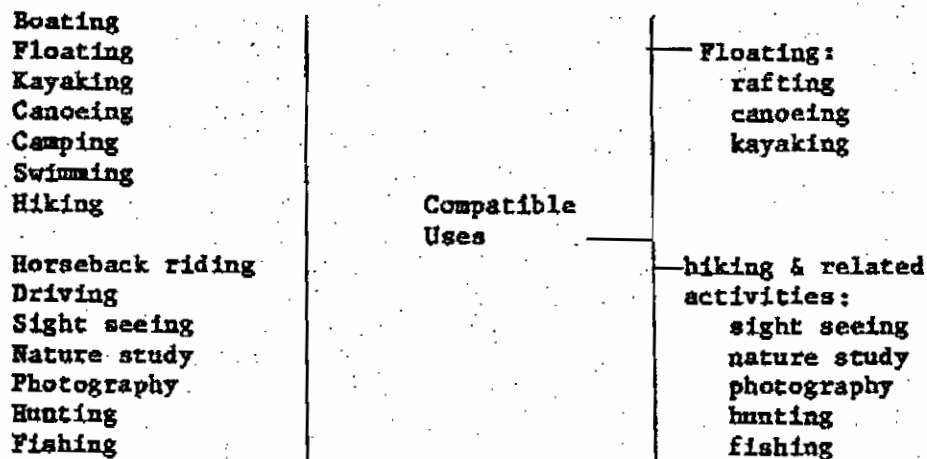 Boating
Floating
Kayaking
Canoeing
Camping
Swimming
Hiking
Horseback riding
Driving
Sight seeing
Nature study
Photography
Hunting
Fishing
Compatible
Uses
Floating:
rafting
canoeing
kayaking
hiking & related
activities:
sight seeing
nature study
photography
hunting
fishing